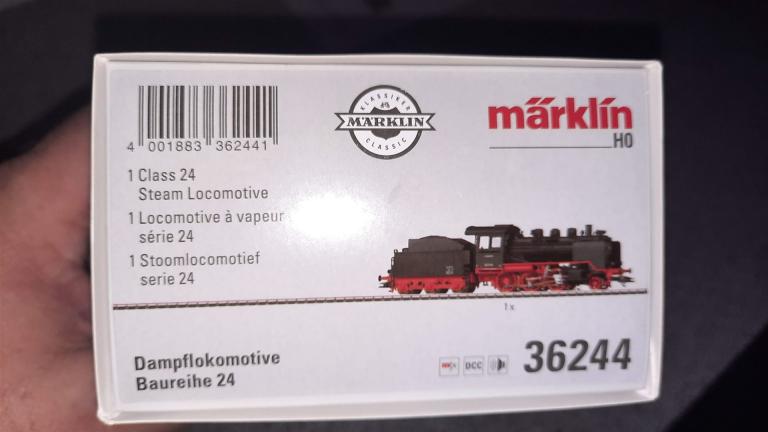 4 001883 362441
KLASSIKER
MÄRKLIN
CLASSIC
märklin
H0
1 Class 24
Steam Locomotive
1 Locomotive à vapeur
série 24
1 Stoomlocomotief
serie 24
1x
Dampflokomotive
Baureihe 24
DCC
36244